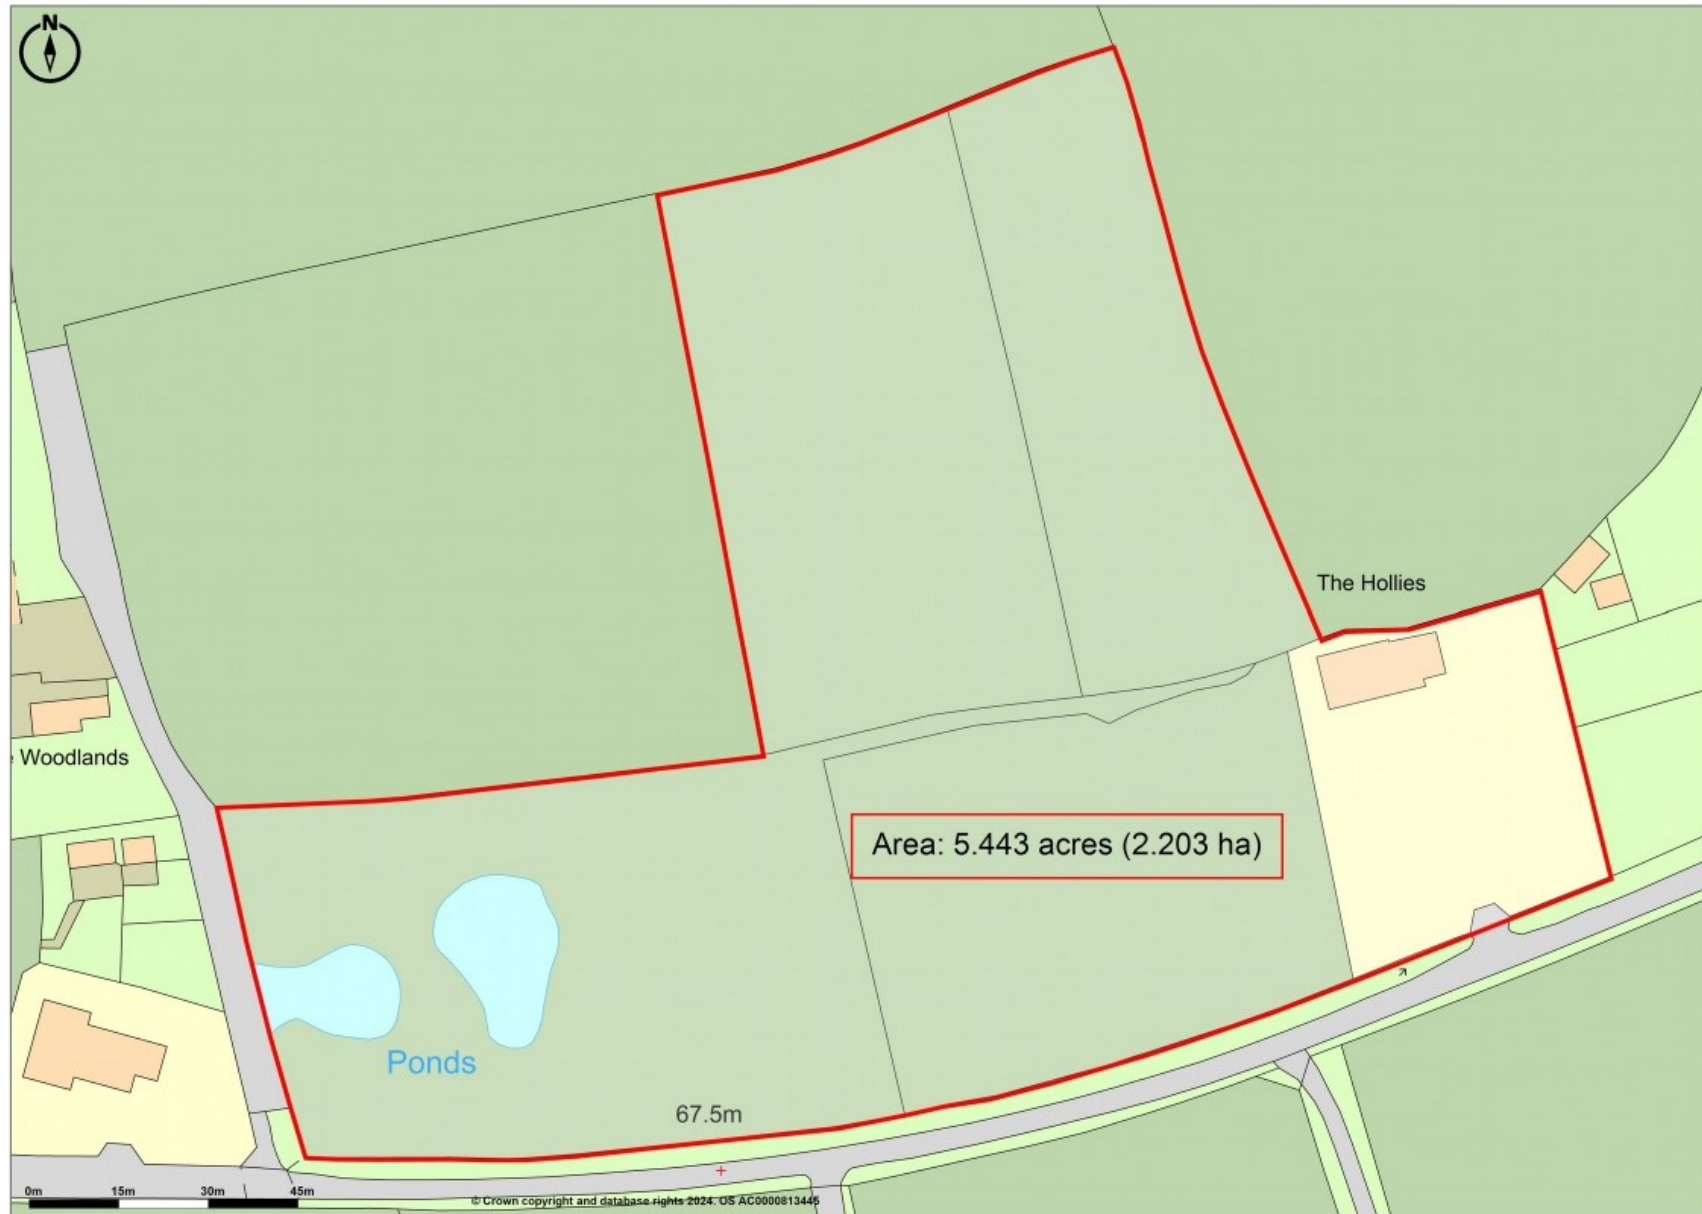 N
The Hollies
Woodlands
Area: 5.443 acres (2.203 ha)
Ponds
67.5m
0m 15m 30m 45m
© Crown copyright and database rights 2024. OS AC0000813445